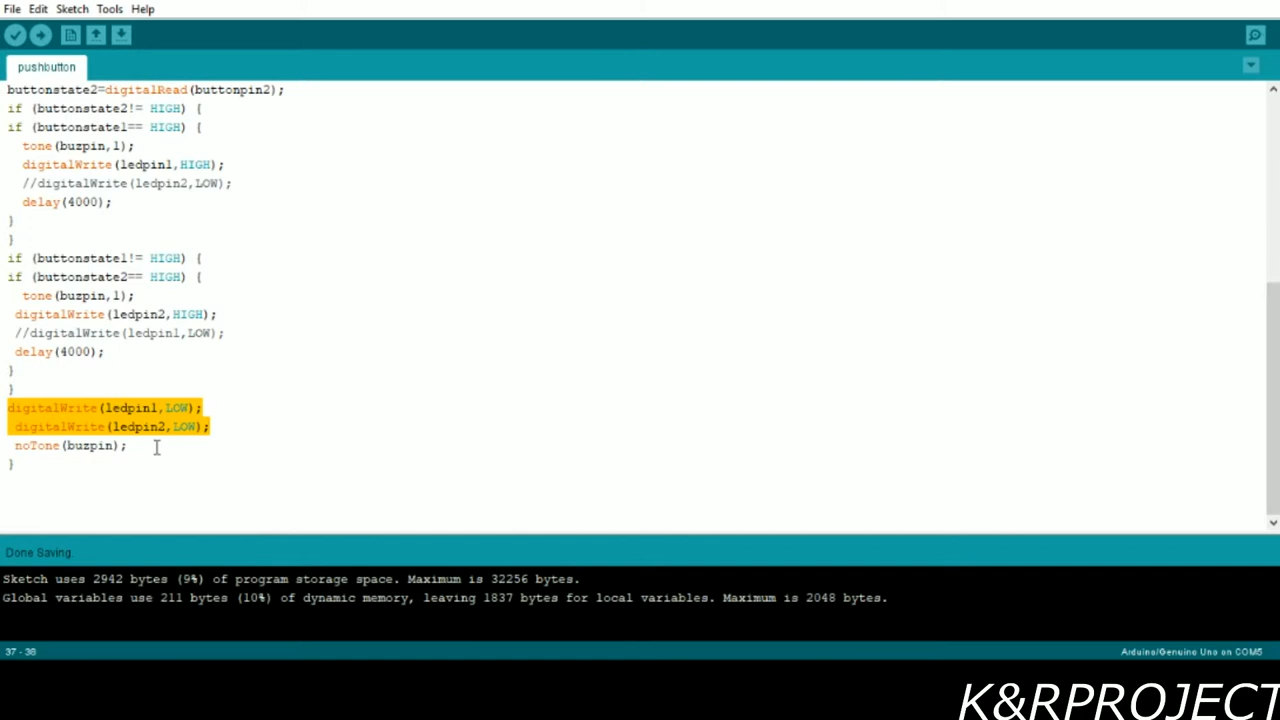 File Edit Sketch Tools Help
pushbutton
buttonstate2=digitalRead(buttonpin2);
if (buttonstate2!= HIGH) {
if (buttonstate1== HIGH) {
tone(buzpin,1);
digitalWrite(ledpin1,HIGH);
//digitalWrite(ledpin2,LOW);
delay(4000);
}
}
if (buttonstate1!= HIGH) {
if (buttonstate2== HIGH) {
tone(buzpin,1);
digitalWrite(ledpin2,HIGH);
//digitalWrite(ledpin1,LOW);
delay(4000);
}
}
digitalWrite(ledpin1,LOW);
digitalWrite(ledpin2,LOW);
noTone(buzpin);
}
Done Saving.
Sketch uses 2942 bytes (9%) of program storage space. Maximum is 32256 bytes.
Global variables use 211 bytes (10%) of dynamic memory, leaving 1837 bytes for local variables. Maximum is 2048 bytes.
37 - 38
Arduino/Genuino Uno on COM5
K&RPROJECT